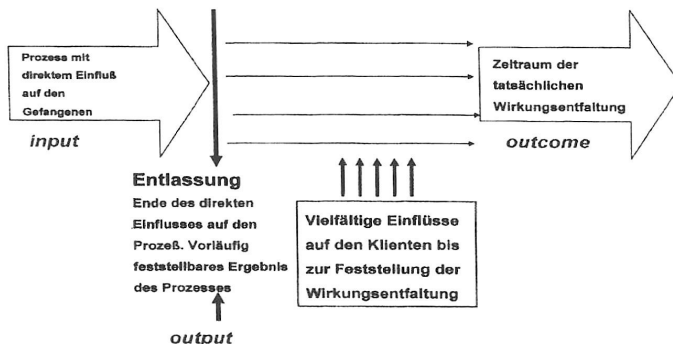 Prozess mit
direktem Einfluß
auf den
Gefangenen
input
Entlassung
Ende des direkten
Einflusses auf den
Prozeß. Vorläufig
feststellbares Ergebnis
des Prozesses
output
Vielfältige Einflüsse
auf den Klienten bis
zur Feststellung der
Wirkungsentfaltung
Zeitraum der
tatsächlichen
Wirkungsentfaltung
outcome